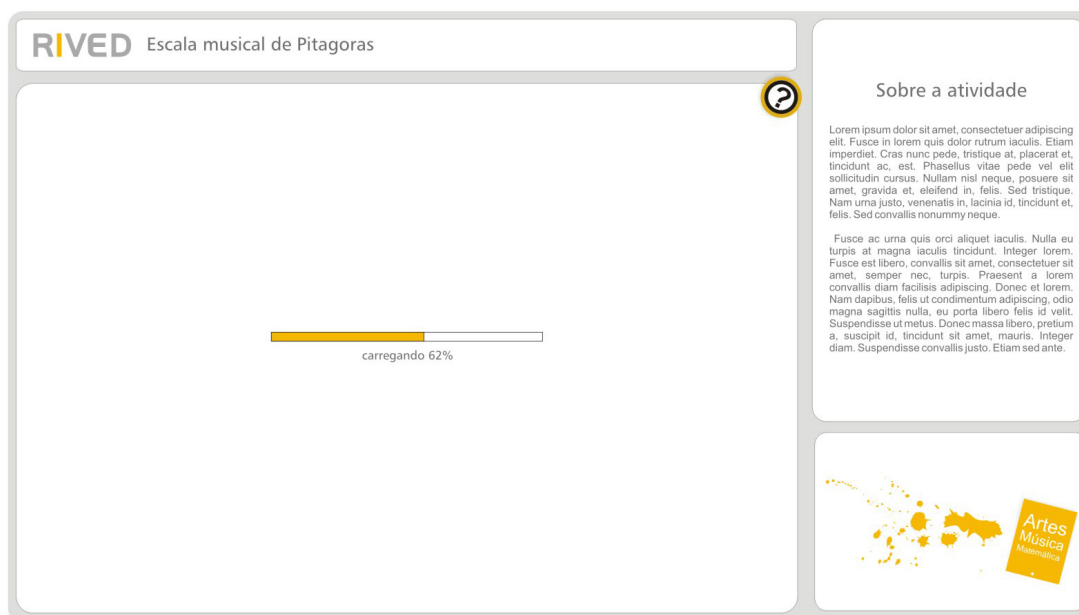 RIVED Escala musical de Pitagoras
?
carregando 62%
Sobre a atividade
Lorem ipsum dolor sit amet, consectetuer adipiscing
elit. Fusce in lorem quis dolor rutrum iaculis. Etiam
imperdiet. Cras nunc pede, tristique at, placerat et,
tincidunt ac, est. Phasellus vitae pede vel elit
sollicitudin cursus. Nullam nisl neque, posuere sit
amet, gravida et, eleifend in, felis. Sed tristique.
Nam urna justo, venenatis in, lacinia id, tincidunt et,
felis. Sed convallis nonummy neque.
Fusce ac urna quis orci aliquet iaculis. Nulla eu
turpis at magna iaculis tincidunt. Integer lorem.
Fusce est libero, convallis sit amet, consectetuer sit
amet, semper nec, turpis. Praesent a lorem
convallis diam facilisis adipiscing. Donec et lorem.
Nam dapibus, felis ut condimentum adipiscing, odio
magna sagittis nulla, eu porta libero felis id velit.
Suspendisse ut metus. Donec massa libero, pretium
a, suscipit id, tincidunt sit amet, mauris. Integer
diam. Suspendisse convallis justo. Etiam sed ante.
Artes
Música
Matemática